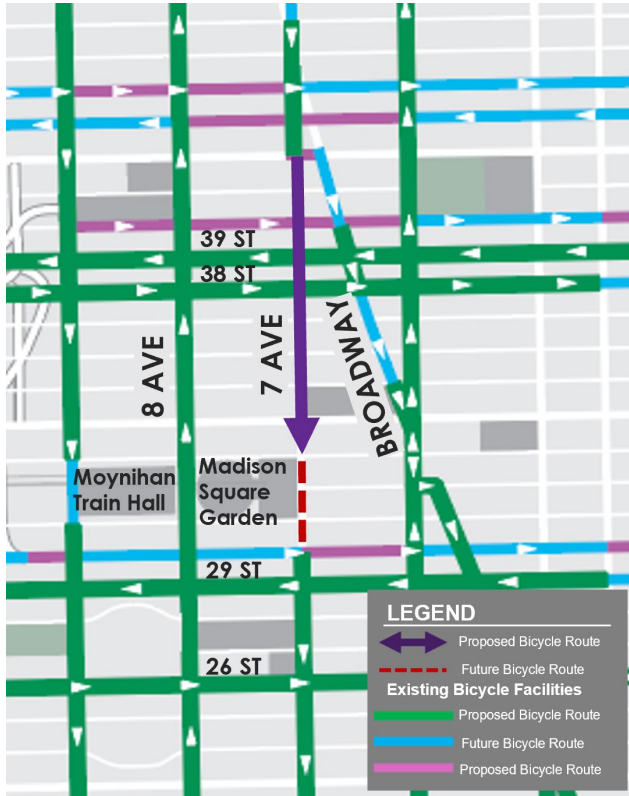 39 ST
38 ST
8 AVE
7 AVE
BROADWAY
Moynihan
Train Hall
Madison
Square
Garden
29 ST
26 ST
LEGEND
Proposed Bicycle Route
Future Bicycle Route
Existing Bicycle Facilities
Proposed Bicycle Route
Future Bicycle Route
Proposed Bicycle Route